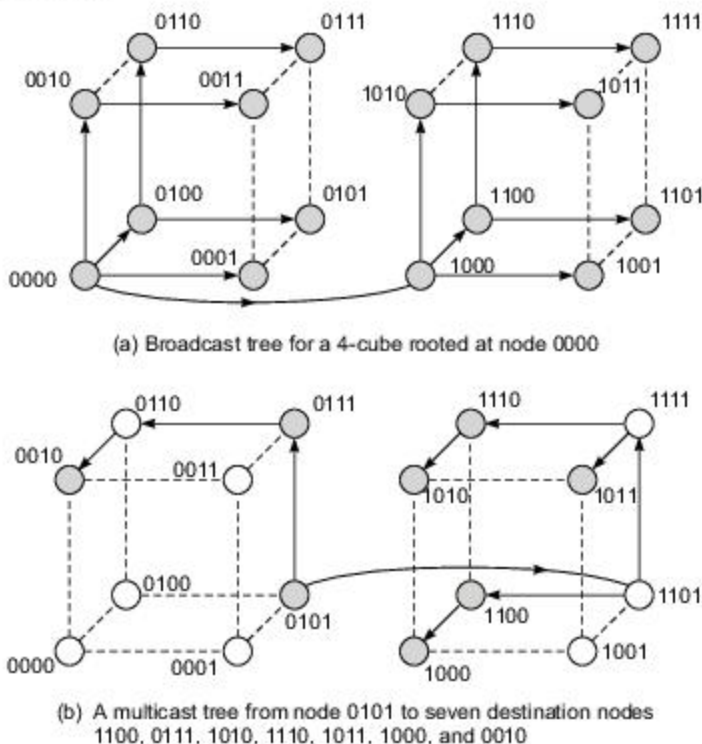 0110 0111 1110 1111
0010 0011 1010 1011
0100 0101 1100 1101
0000 0001 1000 1001
(a) Broadcast tree for a 4-cube rooted at node 0000
0110 0111 1110 1111
0010 0011 1010 1011
0100 0101 1100 1101
0000 0001 1000 1001
(b) A multicast tree from node 0101 to seven destination nodes
1100, 0111, 1010, 1110, 1011, 1000, and 0010